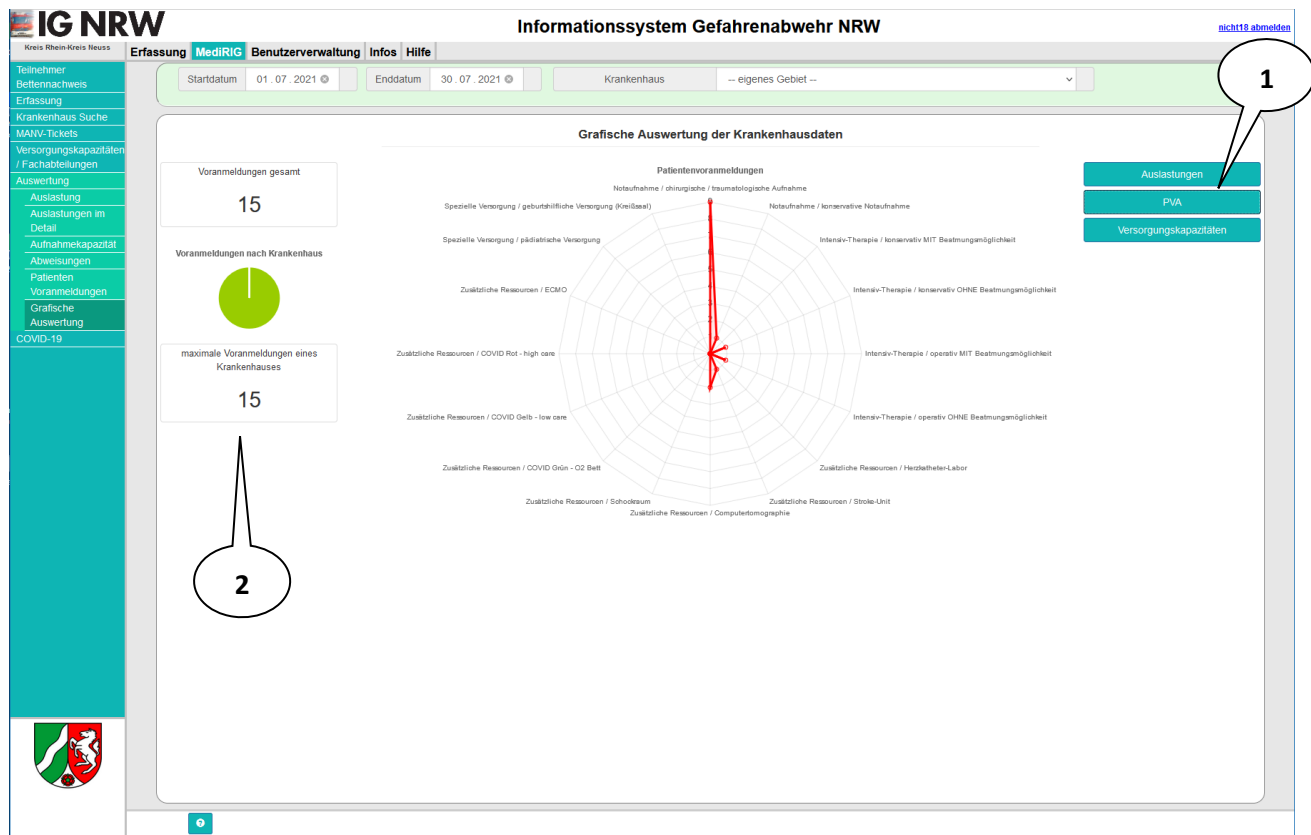 IG NRW
Kreis Rhein-Kreis Neuss
Informationssystem Gefahrenabwehr NRW
nicht18 abmelden
Erfassung MediRIG Benutzerverwaltung Infos Hilfe
Teilnehmer
Bettennachweis
Erfassung
Krankenhaus Suche
MANV-Tickets
Versorgungskapazitäten
/ Fachabteilungen
Auswertung
Auslastung
Auslastungen im
Detail
Aufnahmekapazität
Abweisungen
Patienten
Voranmeldungen
Grafische
Auswertung
COVID-19
Startdatum 01.07.2021 Enddatum 30.07.2021 Krankenhaus -- eigenes Gebiet --
1
Grafische Auswertung der Krankenhausdaten
Voranmeldungen gesamt
15
Voranmeldungen nach Krankenhaus
maximale Voranmeldungen eines
Krankenhauses
15
2
Patientenvoranmeldungen
Notaufnahme / chirurgische / traumatologische Aufnahme
Spezielle Versorgung / geburtshilfliche Versorgung (Kreißsaal)
Notaufnahme / konservative Notaufnahme
Spezielle Versorgung / pädiatrische Versorgung
Intensiv-Therapie / konservativ MIT Beatmungsmöglichkeit
Zusätzliche Ressourcen / ECMO
Intensiv-Therapie / konservativ OHNE Beatmungsmöglichkeit
Zusätzliche Ressourcen / COVID Rot - high care
Intensiv-Therapie / operativ MIT Beatmungsmöglichkeit
Zusätzliche Ressourcen / COVID Gelb - low care
Intensiv-Therapie / operativ OHNE Beatmungsmöglichkeit
Zusätzliche Ressourcen / COVID Grün - O2 Bett
Zusätzliche Ressourcen / Herzkatheter-Labor
Zusätzliche Ressourcen / Schockraum
Zusätzliche Ressourcen / Stroke-Unit
Zusätzliche Ressourcen / Computertomographie
Auslastungen
PVA
Versorgungskapazitäten